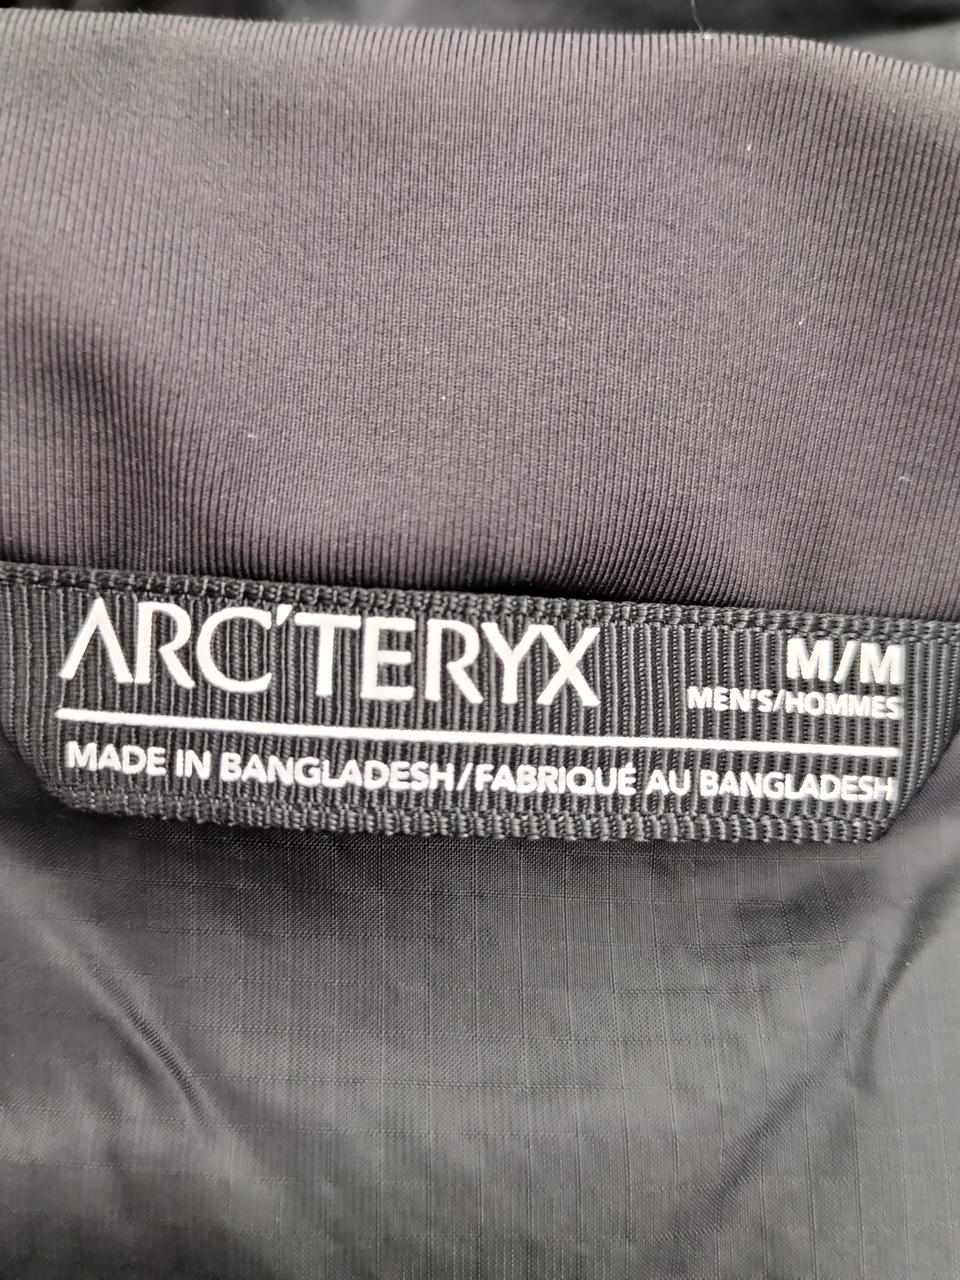 ARC'TERYX
M/M
MEN'S/HOMMES
MADE IN BANGLADESH/FABRIQUÉ AU BANGLADESH